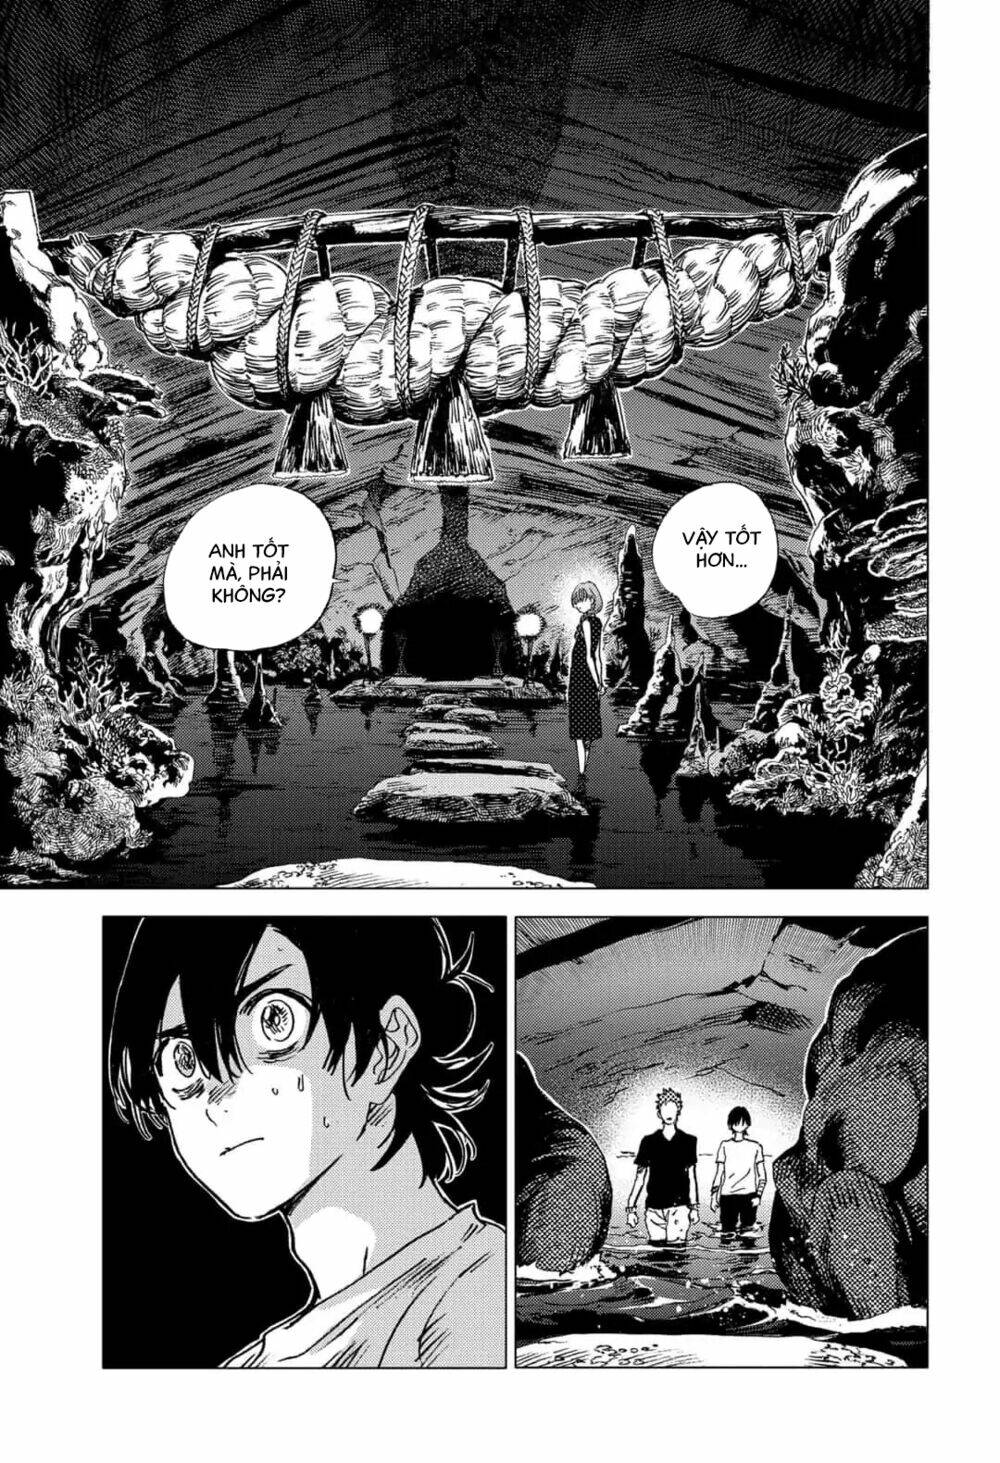 VẬY TỐT
HƠN...
ANH TỐT
MÀ, PHẢI
KHÔNG?